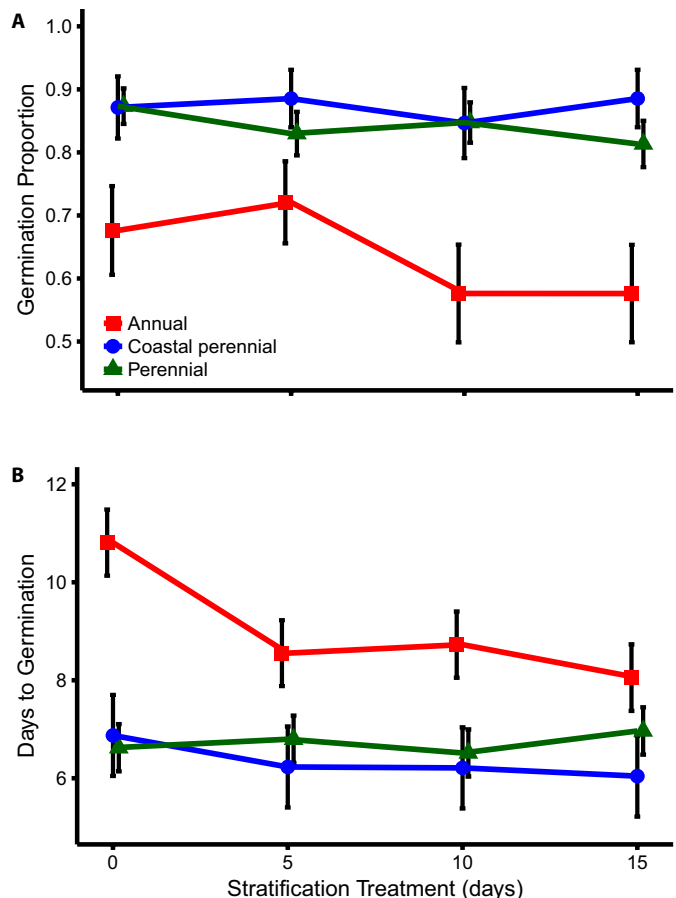 A
1.0
0.9
0.8
0.7
0.6
0.5
Germination Proportion
Annual
Coastal perennial
Perennial
B
12
10
8
6
Days to Germination
0 5 10 15
Stratification Treatment (days)